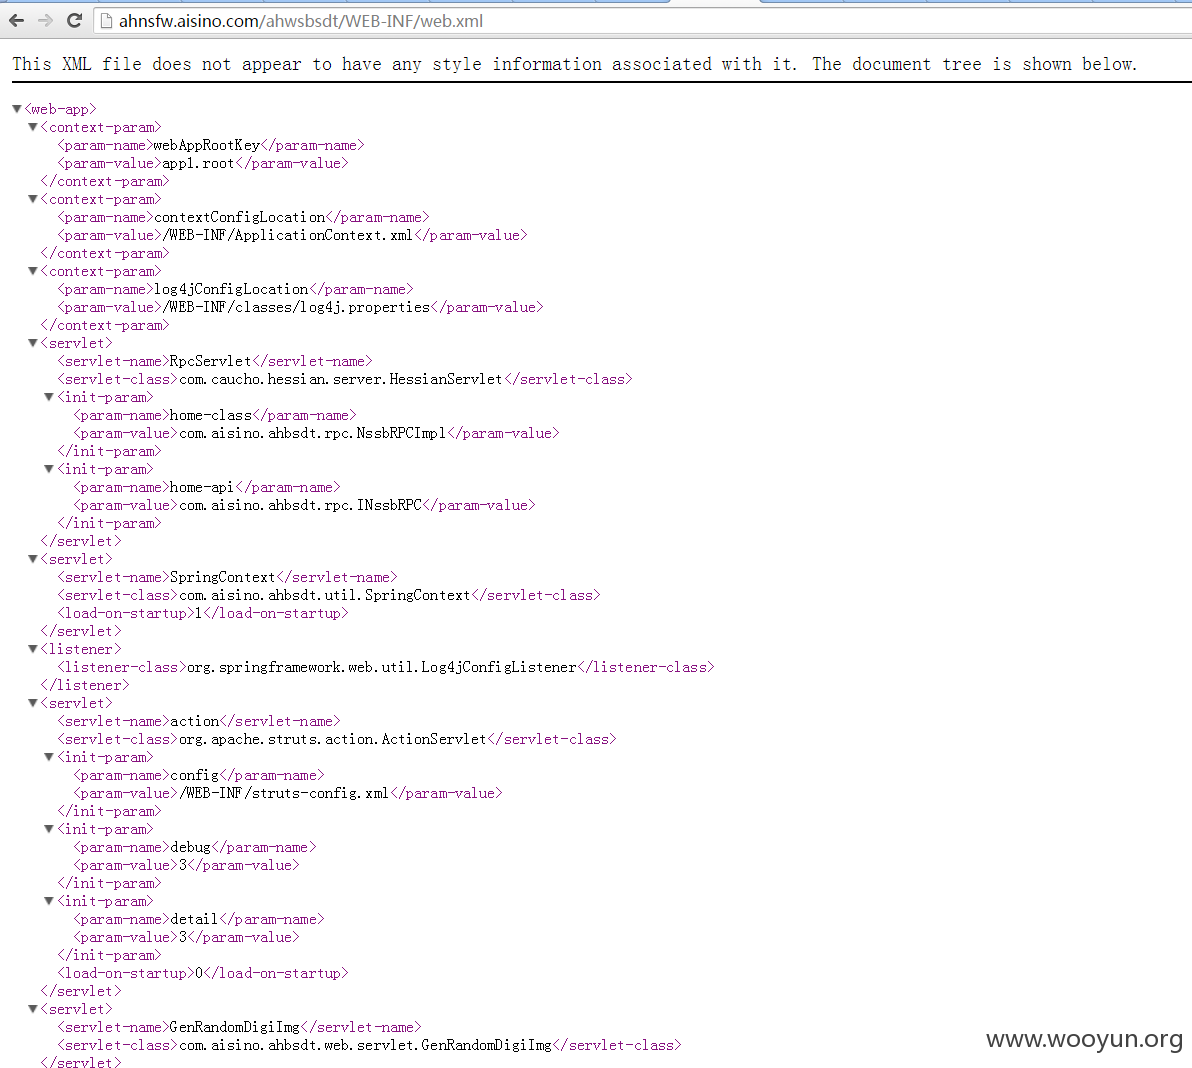 ahnsfw.aisino.com/ahwsbsdt/WEB-INF/web.xml
This XML file does not appear to have any style information associated with it. The document tree is shown below.
▼<web-app>
▼<context-param>
<param-name>webAppRootKey</param-name>
<param-value>app1.root</param-value>
</context-param>
▼<context-param>
<param-name>contextConfigLocation</param-name>
<param-value>/WEB-INF/ApplicationContext.xml</param-value>
</context-param>
▼<context-param>
<param-name>log4jConfigLocation</param-name>
<param-value>/WEB-INF/classes/log4j.properties</param-value>
</context-param>
▼<servlet>
<servlet-name>RpcServlet</servlet-name>
<servlet-class>com.caucho.hessian.server.HessianServlet</servlet-class>
▼<init-param>
<param-name>home-class</param-name>
<param-value>com.aisino.ahbsdt.rpc.NssbRPCImpl</param-value>
</init-param>
▼<init-param>
<param-name>home-api</param-name>
<param-value>com.aisino.ahbsdt.rpc.INssbRPC</param-value>
</init-param>
</servlet>
▼<servlet>
<servlet-name>SpringContext</servlet-name>
<servlet-class>com.aisino.ahbsdt.util.SpringContext</servlet-class>
<load-on-startup>1</load-on-startup>
</servlet>
▼<listener>
<listener-class>org.springframework.web.util.Log4jConfigListener</listener-class>
</listener>
▼<servlet>
<servlet-name>action</servlet-name>
<servlet-class>org.apache.struts.action.ActionServlet</servlet-class>
▼<init-param>
<param-name>config</param-name>
<param-value>/WEB-INF/struts-config.xml</param-value>
</init-param>
▼<init-param>
<param-name>debug</param-name>
<param-value>3</param-value>
</init-param>
▼<init-param>
<param-name>detail</param-name>
<param-value>3</param-value>
</init-param>
<load-on-startup>0</load-on-startup>
</servlet>
▼<servlet>
<servlet-name>GenRandomDigiImg</servlet-name>
<servlet-class>com.aisino.ahbsdt.web.servlet.GenRandomDigiImg</servlet-class>
</servlet>
www.wooyun.org